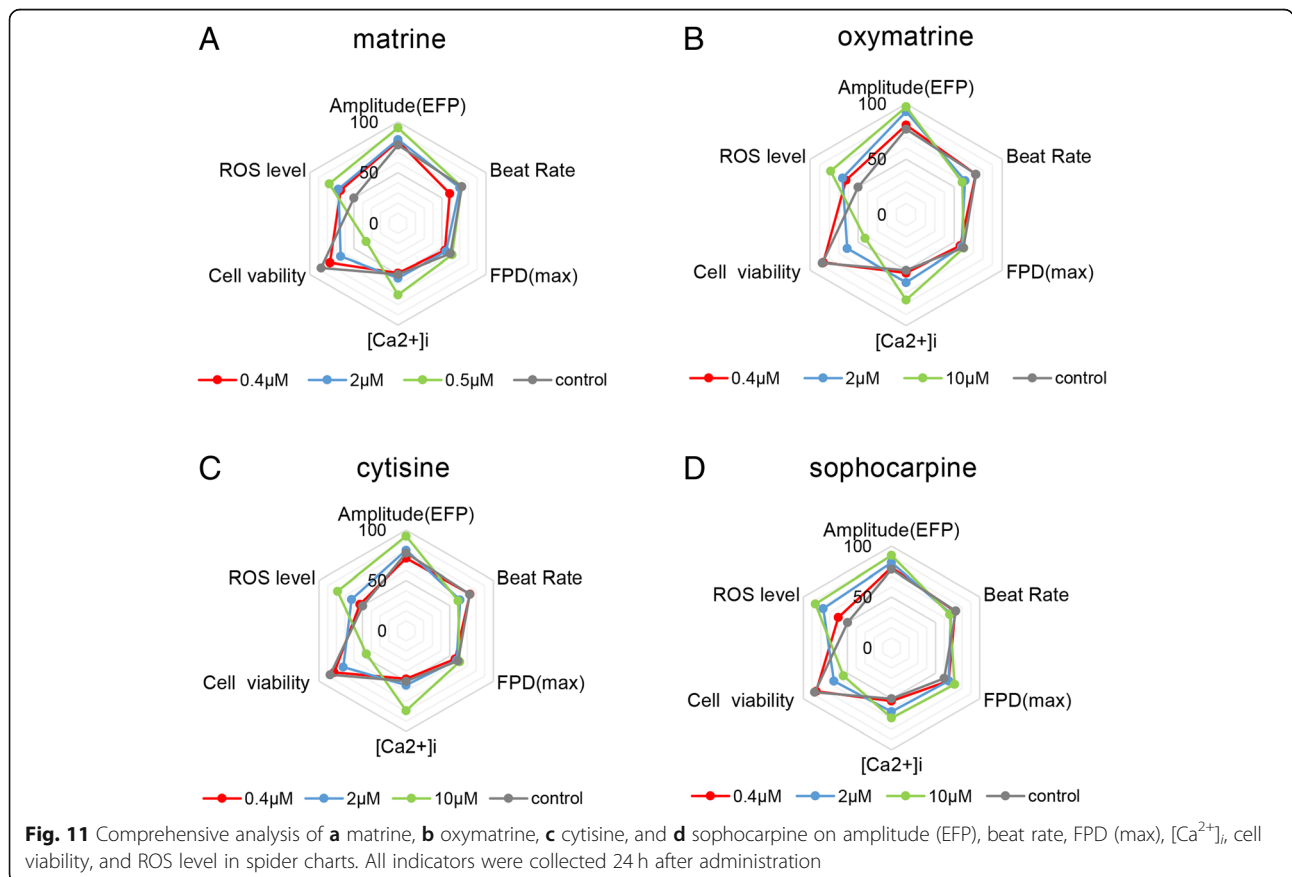 A
matrine
Amplitude(EFP)
100
50
0
Beat Rate
FPD(max)
[Ca2+]i
Cell vability
ROS level
0.4μM 2μM 0.5μM control
B
oxymatrine
Amplitude(EFP)
100
50
0
Beat Rate
FPD(max)
[Ca2+]i
Cell viability
ROS level
0.4μM 2μM 10μM control
C
cytisine
Amplitude(EFP)
100
50
0
Beat Rate
FPD(max)
[Ca2+]i
Cell viability
ROS level
0.4μM 2μM 10μM control
D
sophocarpine
Amplitude(EFP)
100
50
0
Beat Rate
FPD(max)
[Ca2+]i
Cell viability
ROS level
0.4μM 2μM 10μM control
Fig. 11 Comprehensive analysis of a matrine, b oxymatrine, c cytisine, and d sophocarpine on amplitude (EFP), beat rate, FPD (max), [Ca²⁺]i, cell
viability, and ROS level in spider charts. All indicators were collected 24 h after administration